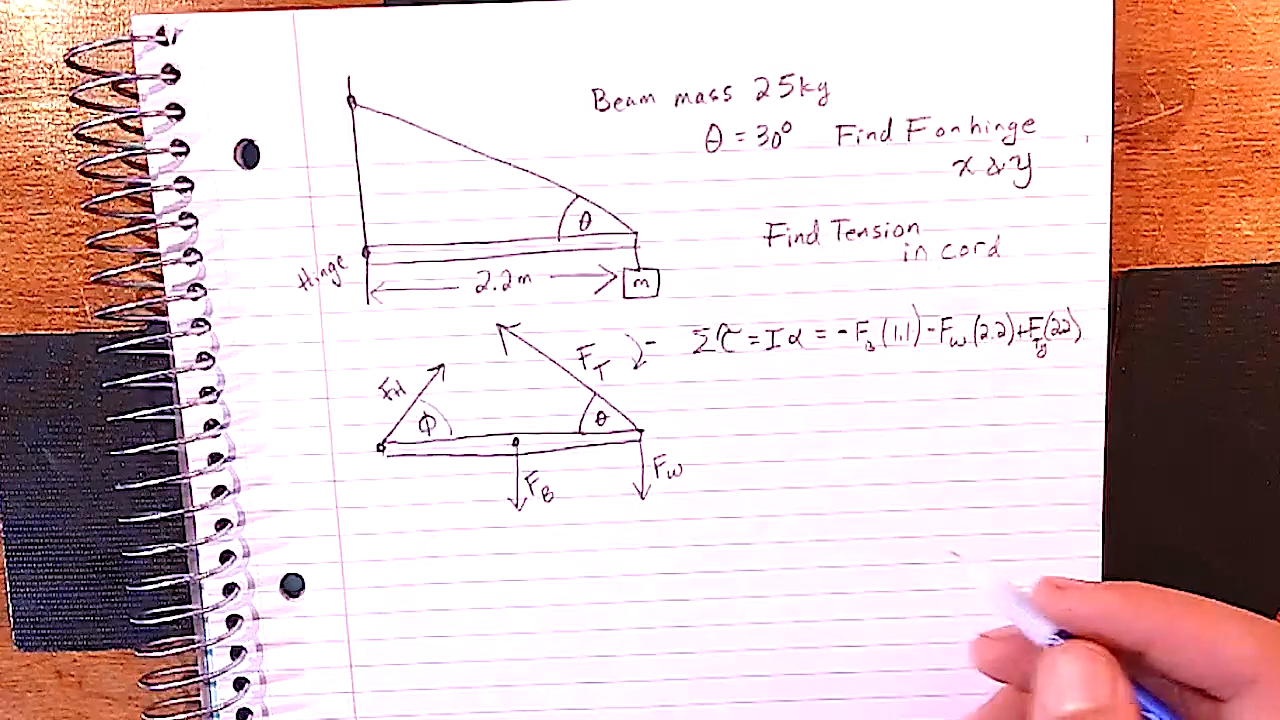 Beam mass 25kg
θ = 30° Find F on hinge
x & y
Find Tension
in cord
θ
Hinge
2.2m
m
F_T
-
Στ = Iα = -F_B(1.1) - F_W(2.2) + F_Ty(2.2)
F_H
ϕ
θ
F_B
F_W